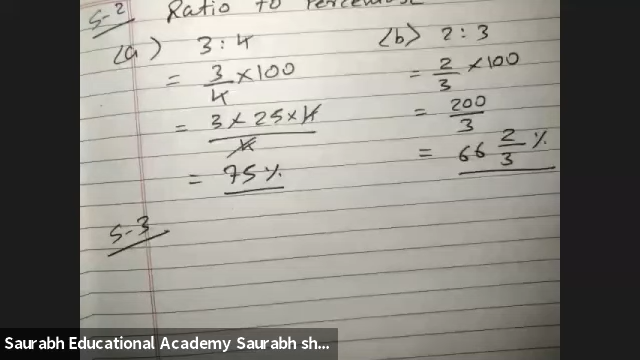 S-2 Ratio to Percentage
(a) 3 : 4
= 3/4 × 100
= 3 × 25 × 4 / 4
= 75 %
(b) 2 : 3
= 2/3 × 100
= 200/3
= 66 2/3 %
S-3
Saurabh Educational Academy Saurabh sh...